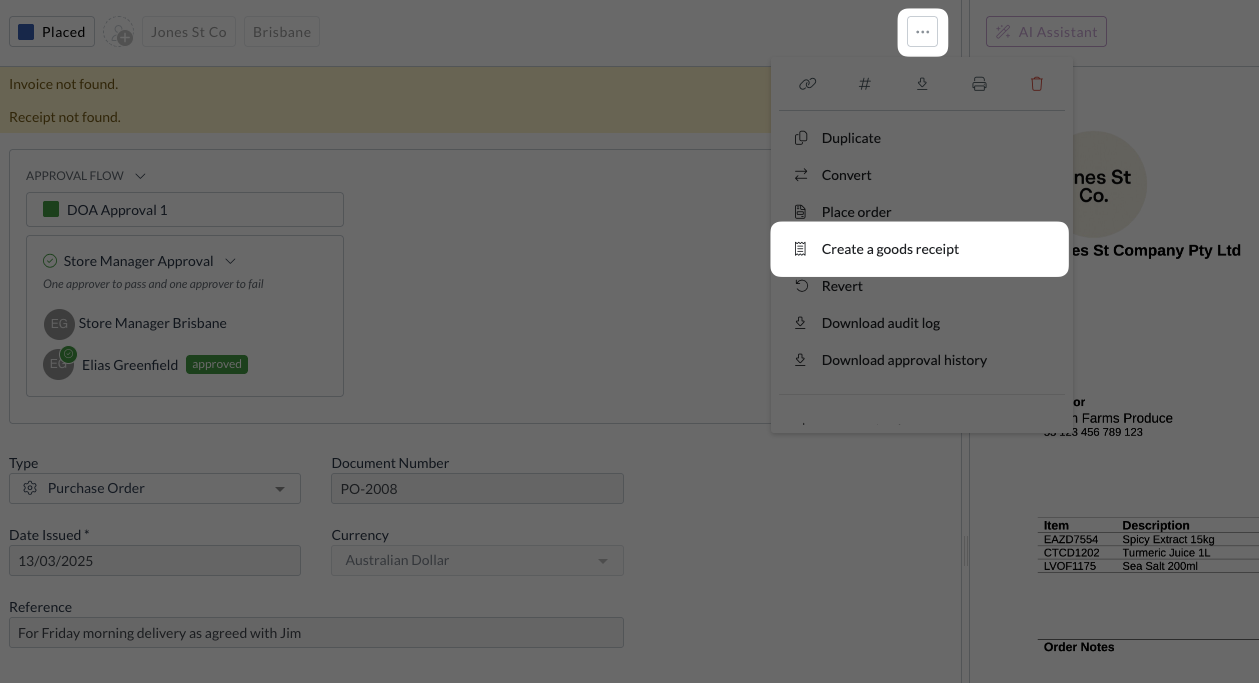 Placed
Jones St Co
Brisbane
AI Assistant
Invoice not found.
Receipt not found.
Duplicate
Convert
Place order
Create a goods receipt
Revert
Download audit log
Download approval history
APPROVAL FLOW
DOA Approval 1
Store Manager Approval
One approver to pass and one approver to fail
EG Store Manager Brisbane
EG Elias Greenfield approved
nes St
Co.
es St Company Pty Ltd
or
Farms Produce
123 456 789 123
Type
Purchase Order
Document Number
PO-2008
Date Issued *
13/03/2025
Currency
Australian Dollar
Reference
For Friday morning delivery as agreed with Jim
Item Description
EAZD7554 Spicy Extract 15kg
CTCD1202 Turmeric Juice 1L
LVOF1175 Sea Salt 200ml
Order Notes